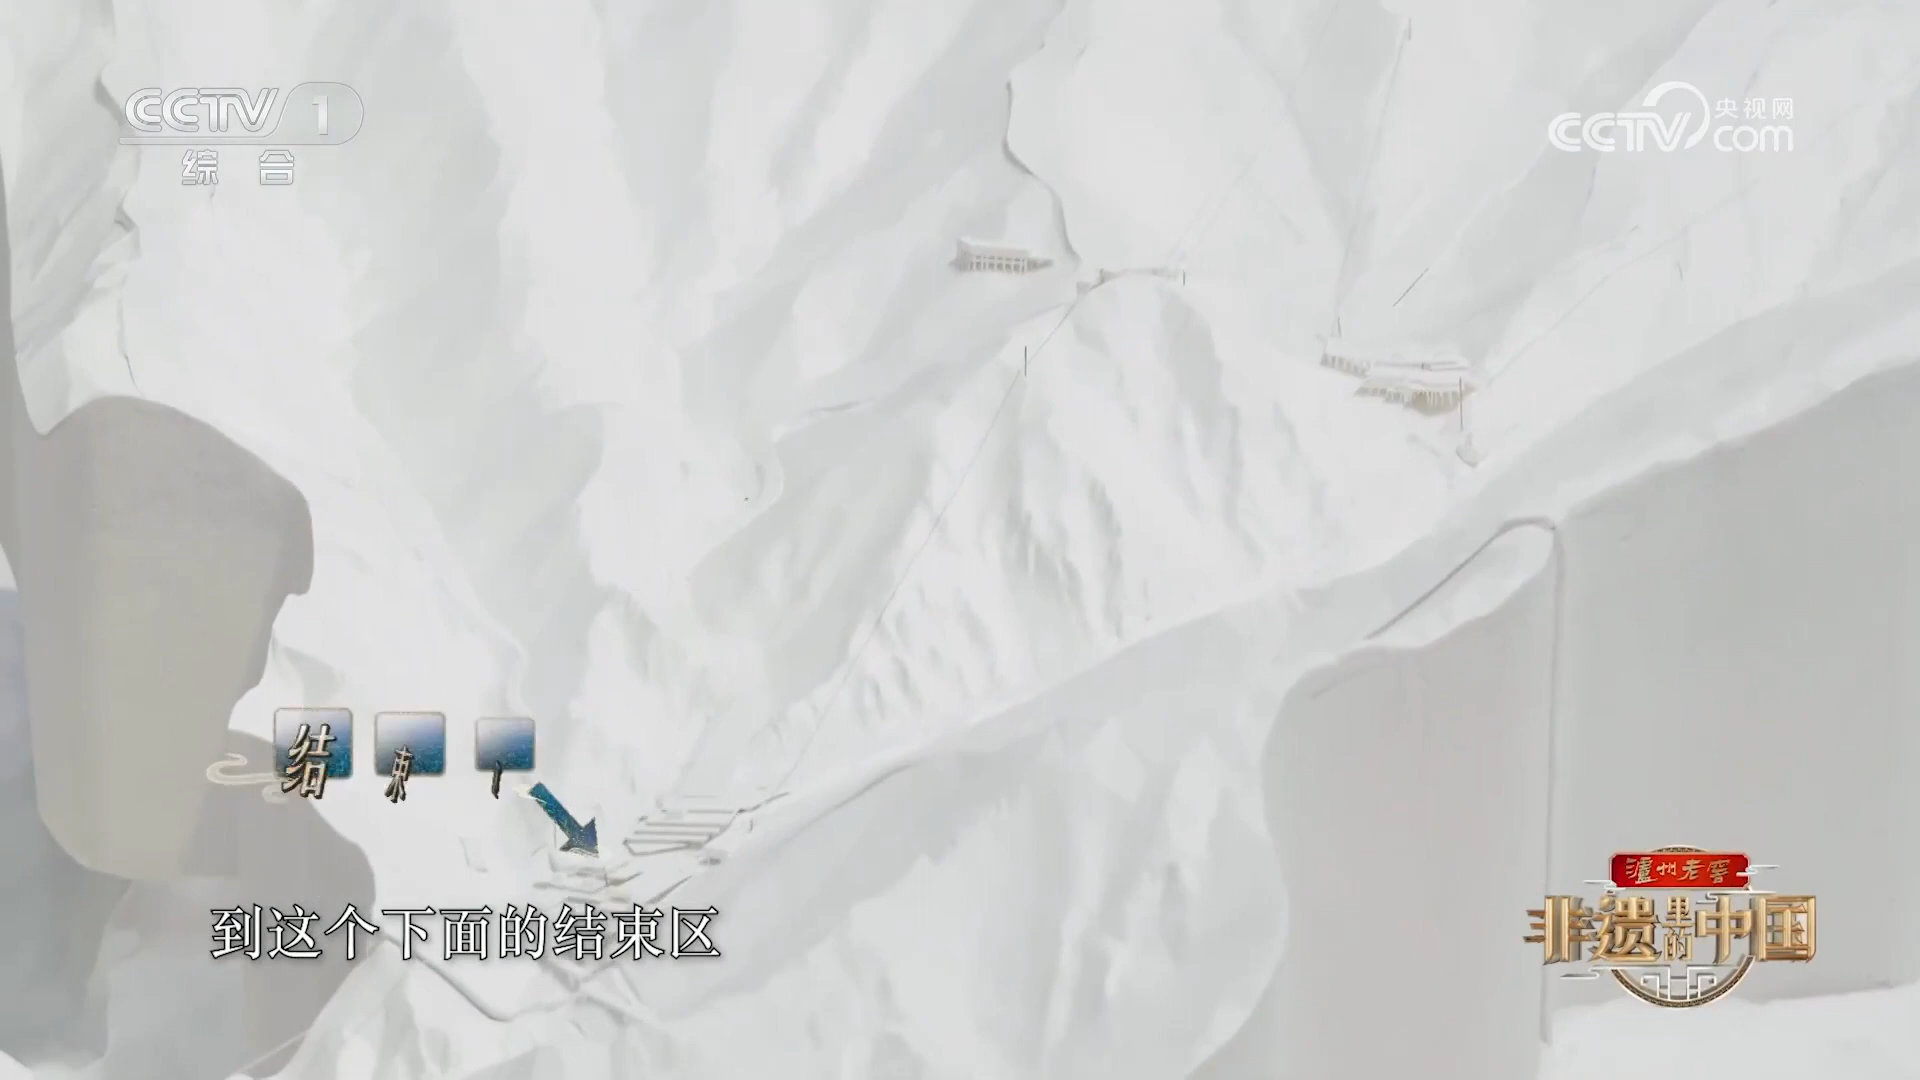 CCTV 1
综合
央视网
CCTV com
结束
到这个下面的结束区
泸州老窖
非遗里的中国